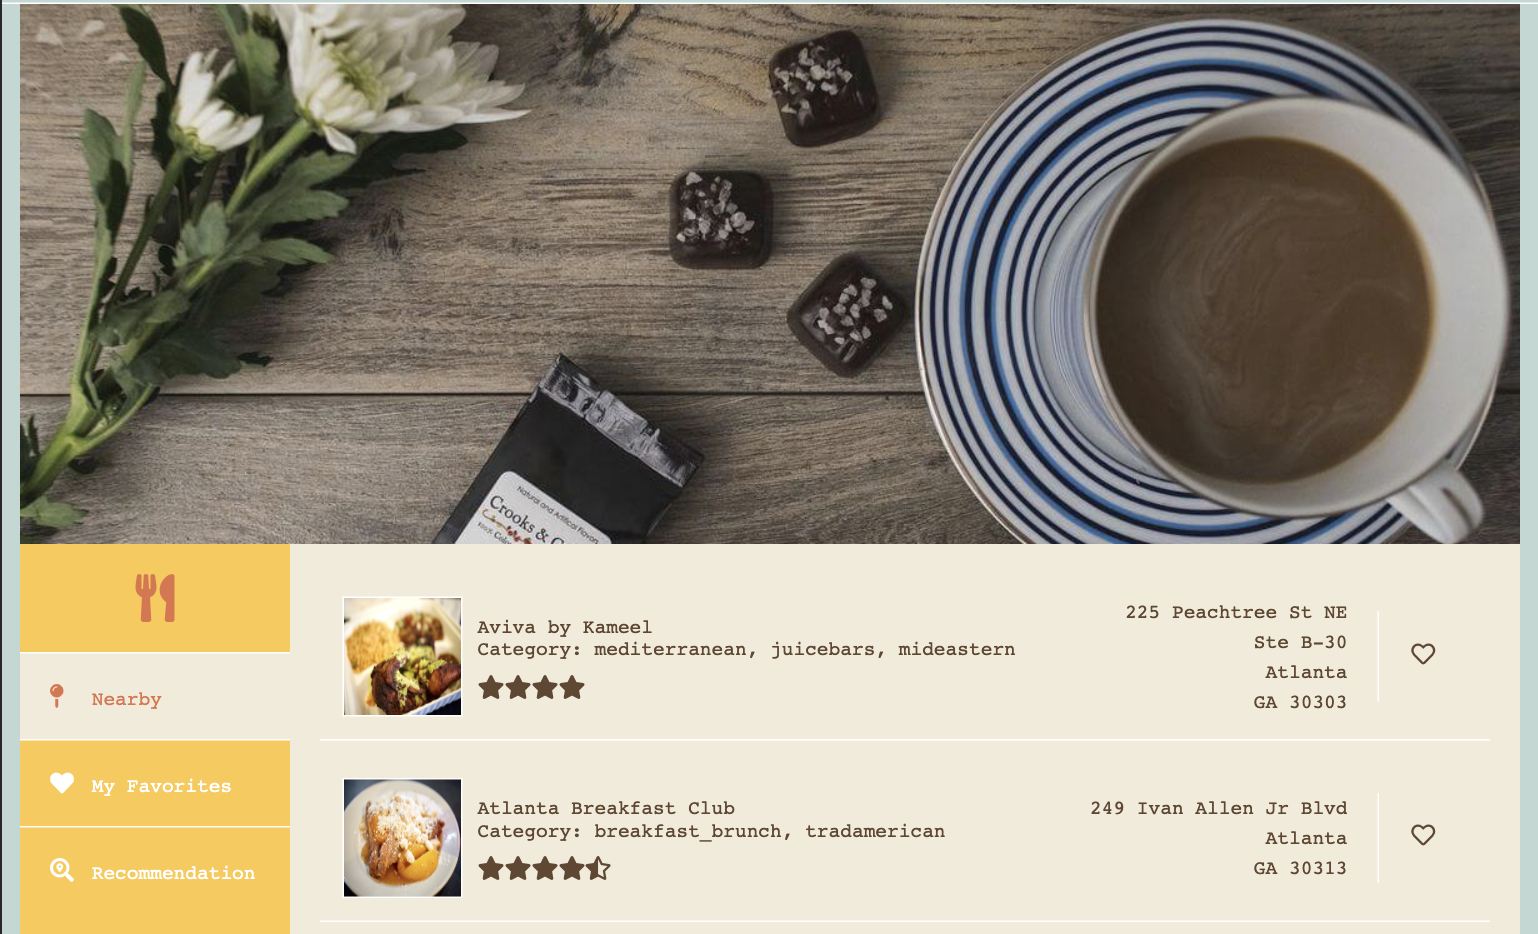 Natural and Artificial Flavors
Crooks &
100%
Nearby
My Favorites
Recommendation
Aviva by Kameel
Category: mediterranean, juicebars, mideastern
225 Peachtree St NE
Ste B-30
Atlanta
GA 30303
Atlanta Breakfast Club
Category: breakfast_brunch, tradamerican
249 Ivan Allen Jr Blvd
Atlanta
GA 30313